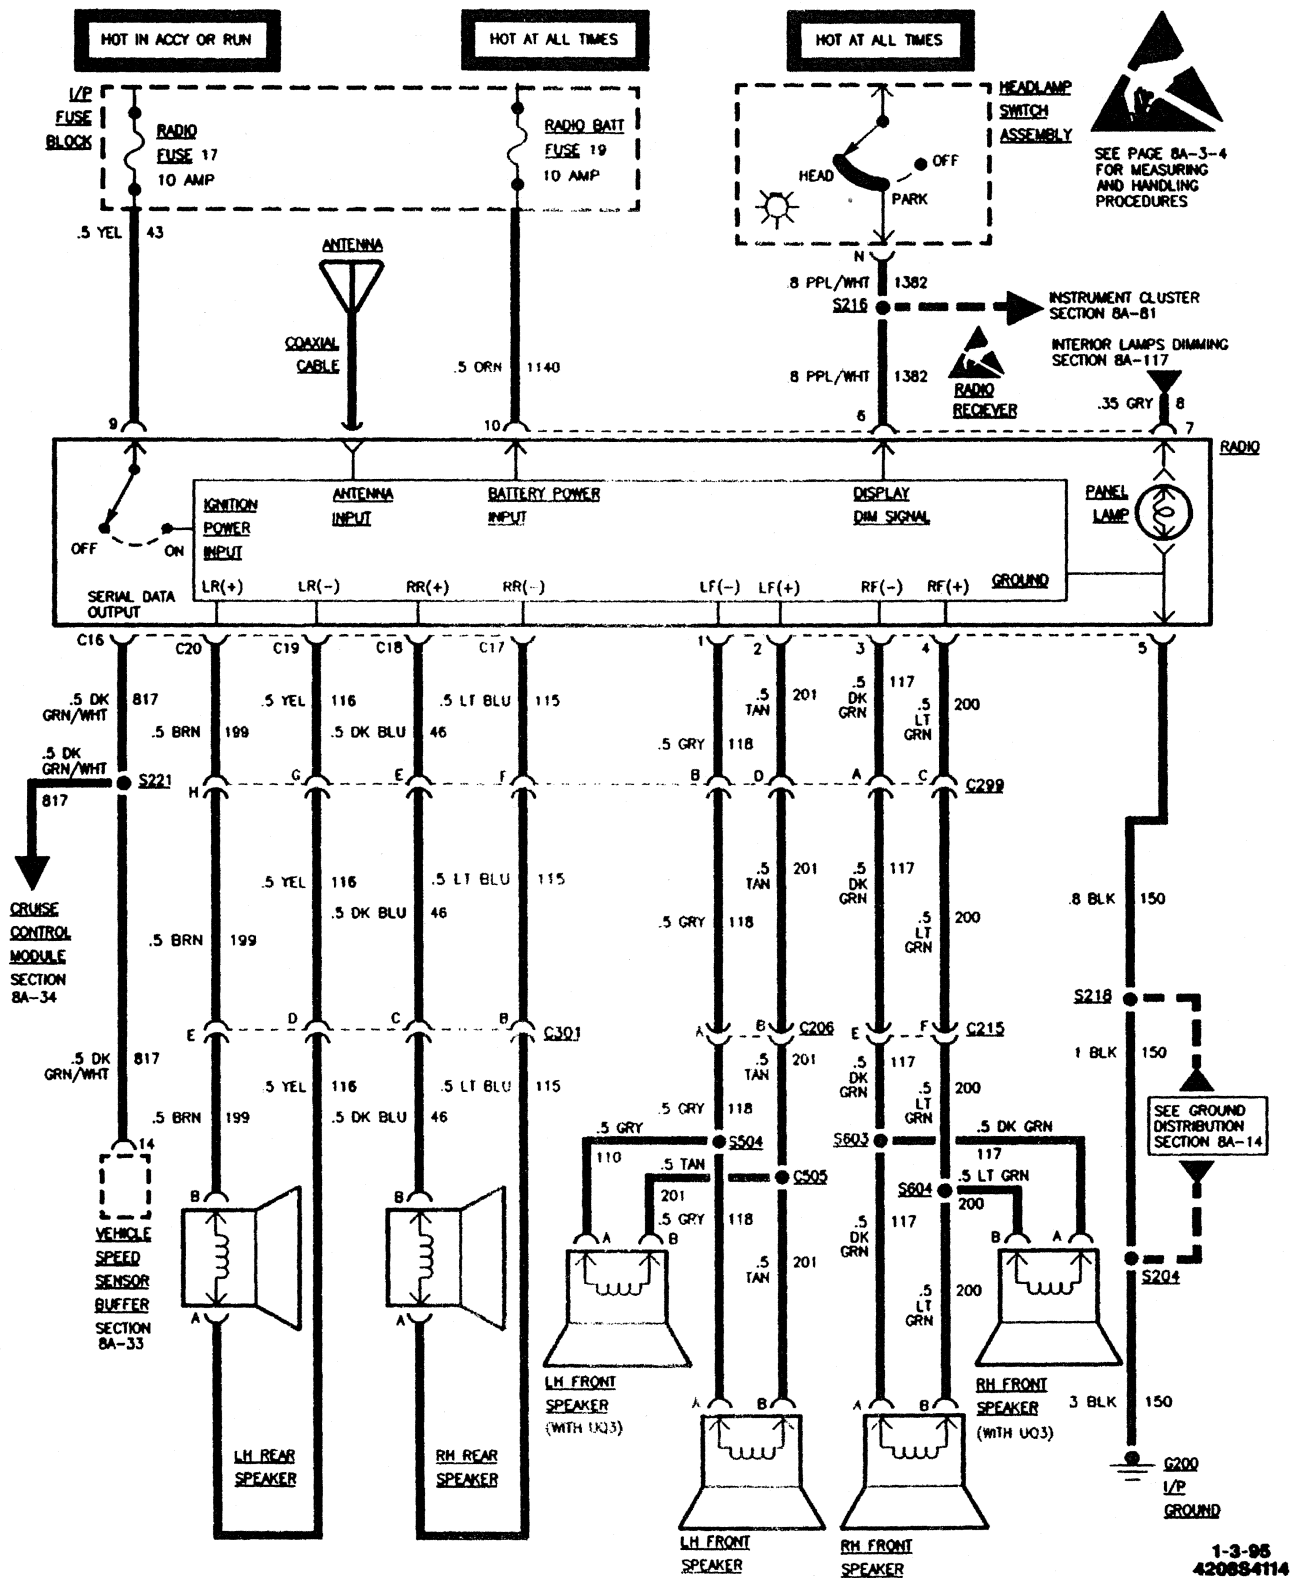 HOT IN ACCY OR RUN
HOT AT ALL TIMES
HOT AT ALL TIMES
I/P
FUSE
BLOCK
RADIO
FUSE 17
10 AMP
RADIO BATT
FUSE 19
10 AMP
HEADLAMP
SWITCH
ASSEMBLY
HEAD
OFF
PARK
SEE PAGE 8A-3-4
FOR MEASURING
AND HANDLING
PROCEDURES
.5 YEL 43
ANTENNA
N
.8 PPL/WHT 1382
S216
INSTRUMENT CLUSTER
SECTION 8A-81
COAXIAL
CABLE
.5 ORN 1140
.8 PPL/WHT 1382
RADIO
RECIEVER
INTERIOR LAMPS DIMMING
SECTION 8A-117
.35 GRY 8
9
10
6
7
RADIO
OFF
ON
IGNITION
POWER
INPUT
ANTENNA
INPUT
BATTERY POWER
INPUT
DISPLAY
DIM SIGNAL
PANEL
LAMP
SERIAL DATA
OUTPUT
LR(+)
LR(-)
RR(+)
RR(-)
LF(-)
LF(+)
RF(-)
RF(+)
GROUND
C16
C20
C19
C18
C17
1
2
3
4
5
.5 DK
GRN/WHT
817
.5 BRN 199
.5 YEL 116
.5 DK BLU 46
.5 LT BLU 115
.5 GRY 118
.5
TAN
201
.5
DK
GRN
117
.5
LT
GRN
200
.5 DK
GRN/WHT
817
S221
H
G
E
F
B
D
A
C
C299
CRUISE
CONTROL
MODULE
SECTION
8A-34
.5 BRN 199
.5 YEL 116
.5 DK BLU 46
.5 LT BLU 115
.5 GRY 118
.5
TAN
201
.5
DK
GRN
117
.5
LT
GRN
200
.8 BLK 150
S218
E
D
C
B
C301
A
B
C206
E
F
C215
.5 DK
GRN/WHT
817
.5 BRN 199
.5 YEL 116
.5 DK BLU 46
.5 LT BLU 115
.5 GRY 118
.5
TAN
201
.5
DK
GRN
117
.5
LT
GRN
200
1 BLK 150
SEE GROUND
DISTRIBUTION
SECTION 8A-14
14
VEHICLE
SPEED
SENSOR
BUFFER
SECTION
8A-33
.5 GRY
110
S504
.5 TAN
201
C505
S603
.5 DK GRN
117
S604
.5 LT GRN
200
.5 GRY 118
.5
TAN
201
.5
DK
GRN
117
.5
LT
GRN
200
S204
B
A
B
A
A
B
B
A
LH FRONT
SPEAKER
(WITH UQ3)
RH FRONT
SPEAKER
(WITH UQ3)
3 BLK 150
A
B
A
B
LH REAR
SPEAKER
RH REAR
SPEAKER
LH FRONT
SPEAKER
RH FRONT
SPEAKER
G200
I/P
GROUND
1-3-95
4206S4114